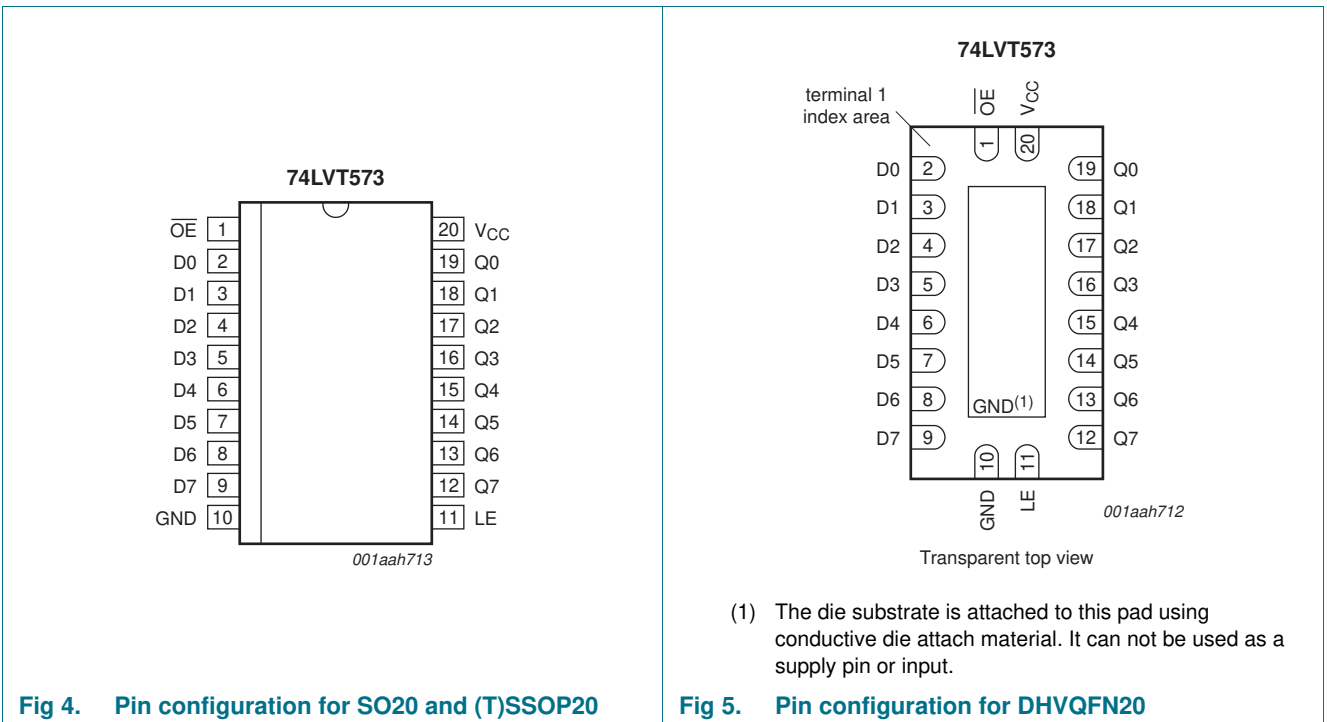 74LVT573
OE 1 20 VCC
D0 2 19 Q0
D1 3 18 Q1
D2 4 17 Q2
D3 5 16 Q3
D4 6 15 Q4
D5 7 14 Q5
D6 8 13 Q6
D7 9 12 Q7
GND 10 11 LE
001aah713
Fig 4. Pin configuration for SO20 and (T)SSOP20
74LVT573
terminal 1
index area
OE VCC
1 20
D0 2 19 Q0
D1 3 18 Q1
D2 4 17 Q2
D3 5 16 Q3
D4 6 15 Q4
D5 7 14 Q5
D6 8 13 Q6
GND(1)
D7 9 12 Q7
10 11
GND LE
001aah712
Transparent top view
(1) The die substrate is attached to this pad using
conductive die attach material. It can not be used as a
supply pin or input.
Fig 5. Pin configuration for DHVQFN20